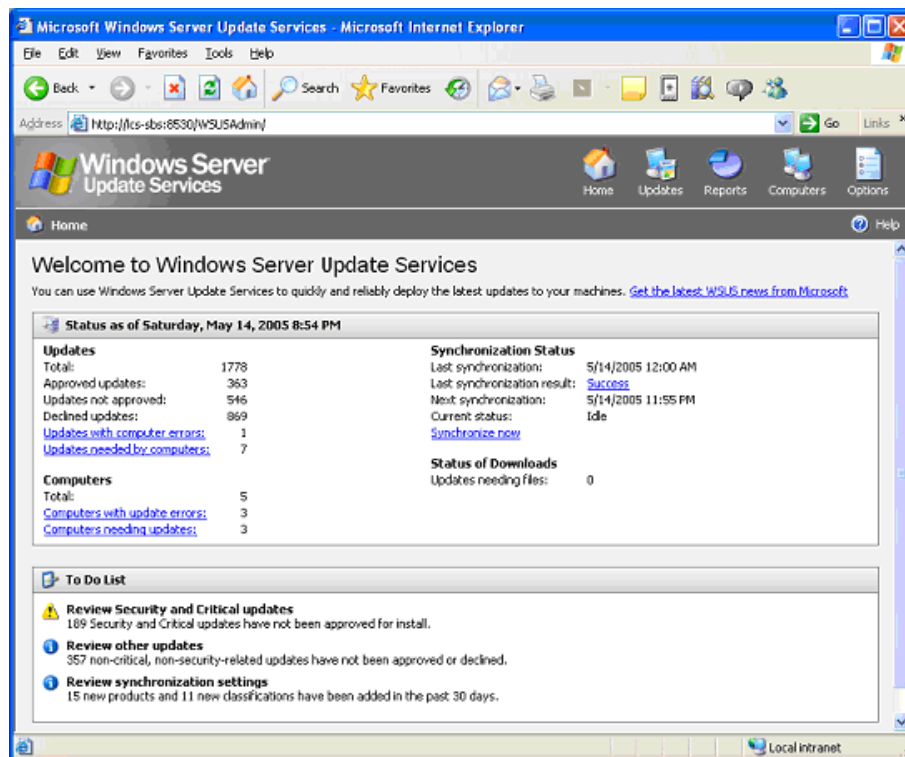 Microsoft Windows Server Update Services - Microsoft Internet Explorer
File Edit View Favorites Tools Help
Back Search Favorites
Address http://lcs-sbs:8530/WSUSAdmin/ Go Links
Windows Server
Update Services
Home Updates Reports Computers Options
Home Help
Welcome to Windows Server Update Services
You can use Windows Server Update Services to quickly and reliably deploy the latest updates to your machines. Get the latest WSUS news from Microsoft
Status as of Saturday, May 14, 2005 8:54 PM
Updates
Total: 1778
Approved updates: 363
Updates not approved: 546
Declined updates: 869
Updates with computer errors: 1
Updates needed by computers: 7
Computers
Total: 5
Computers with update errors: 3
Computers needing updates: 3
Synchronization Status
Last synchronization: 5/14/2005 12:00 AM
Last synchronization result: Success
Next synchronization: 5/14/2005 11:55 PM
Current status: Idle
Synchronize now
Status of Downloads
Updates needing files: 0
To Do List
Review Security and Critical updates
189 Security and Critical updates have not been approved for install.
Review other updates
357 non-critical, non-security-related updates have not been approved or declined.
Review synchronization settings
15 new products and 11 new classifications have been added in the past 30 days.
Local intranet